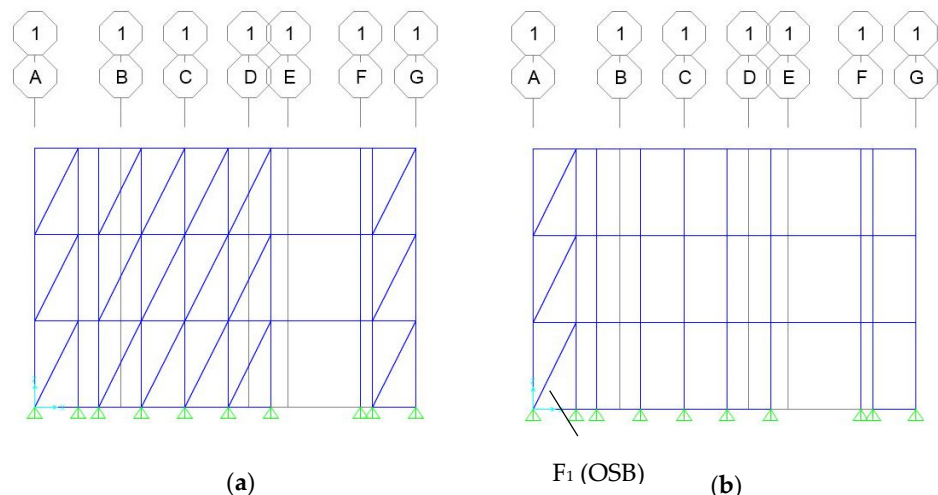 1 1 1 1 1 1 1 1 1 1 1 1 1 1
A B C D E F G A B C D E F G
F₁ (OSB)
(a) (b)